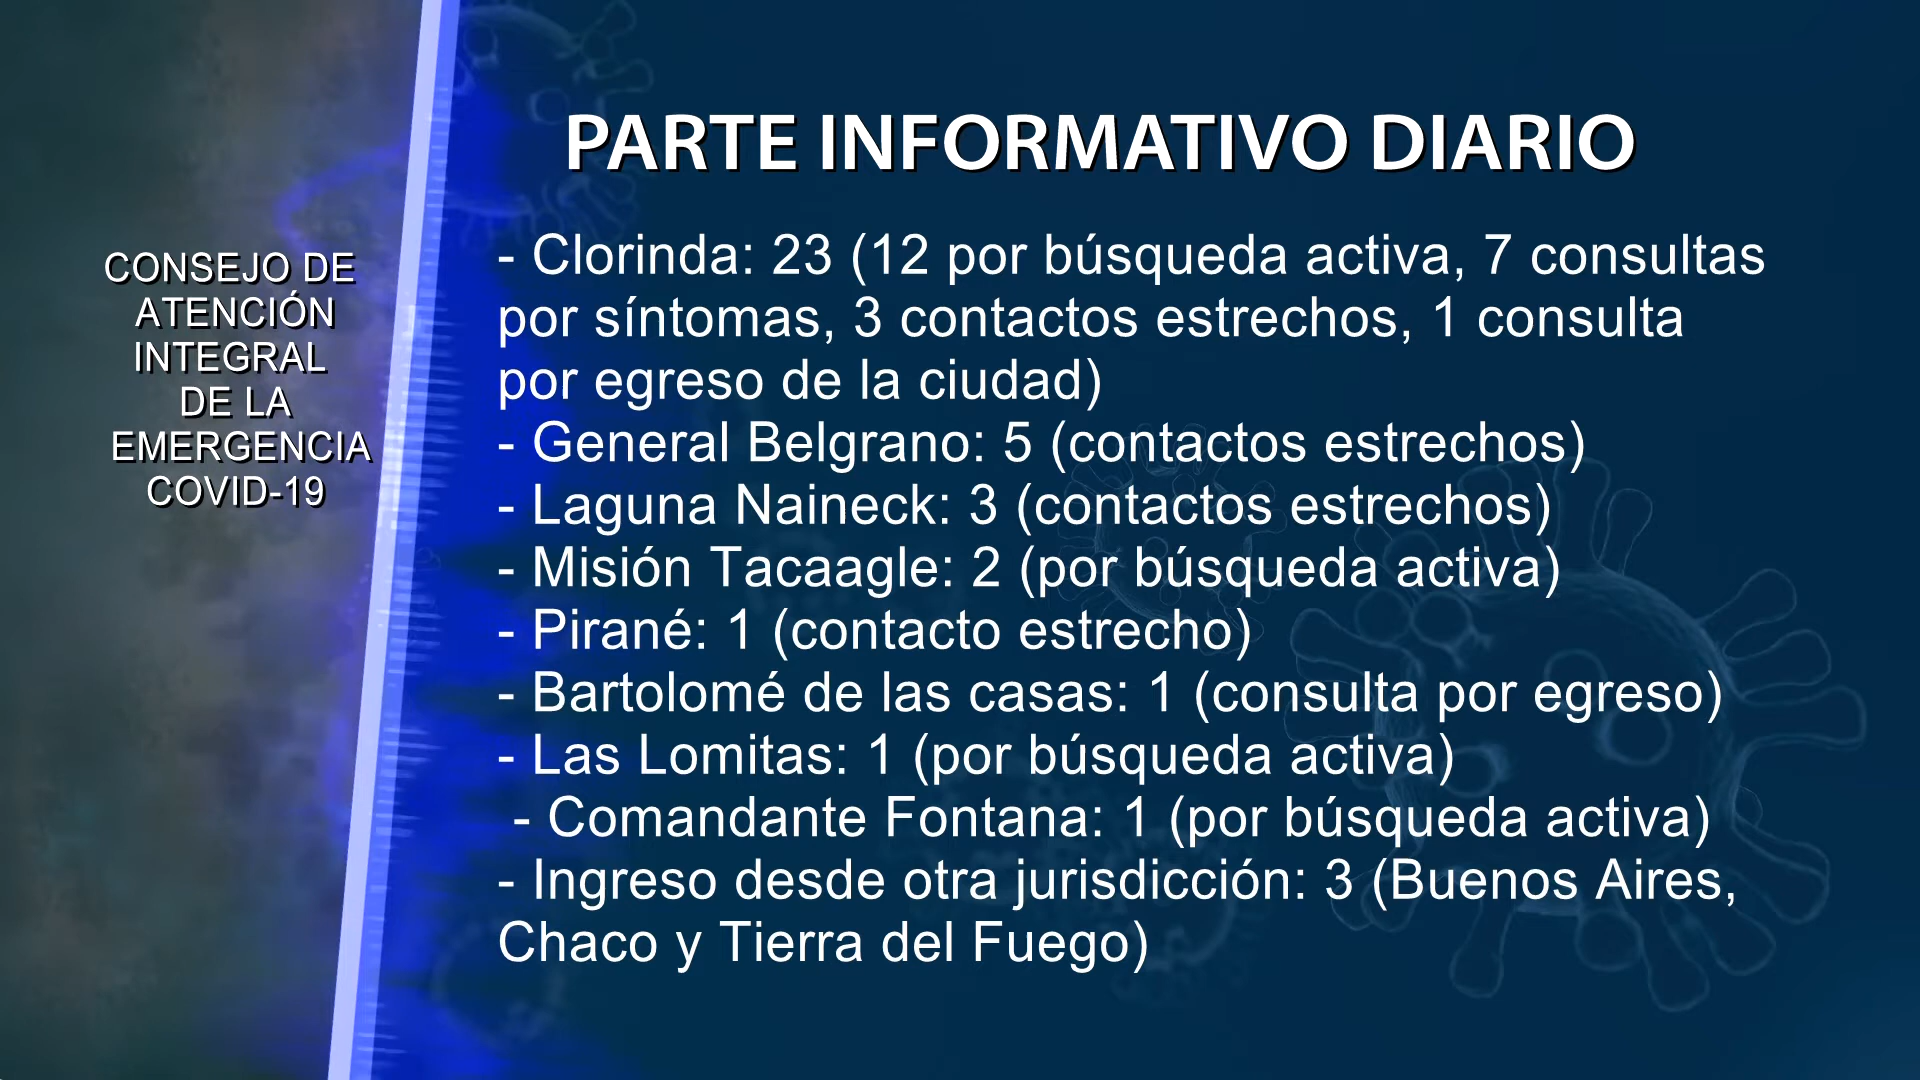 PARTE INFORMATIVO DIARIO
CONSEJO DE
ATENCIÓN
INTEGRAL
DE LA
EMERGENCIA
COVID-19
- Clorinda: 23 (12 por búsqueda activa, 7 consultas
por síntomas, 3 contactos estrechos, 1 consulta
por egreso de la ciudad)
- General Belgrano: 5 (contactos estrechos)
- Laguna Naineck: 3 (contactos estrechos)
- Misión Tacaagle: 2 (por búsqueda activa)
- Pirané: 1 (contacto estrecho)
- Bartolomé de las casas: 1 (consulta por egreso)
- Las Lomitas: 1 (por búsqueda activa)
- Comandante Fontana: 1 (por búsqueda activa)
- Ingreso desde otra jurisdicción: 3 (Buenos Aires,
Chaco y Tierra del Fuego)